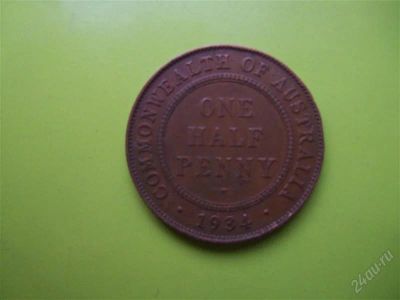 COMMONWEALTH OF AUSTRALIA
ONE
HALF
PENNY
· 1934 ·
24au.ru